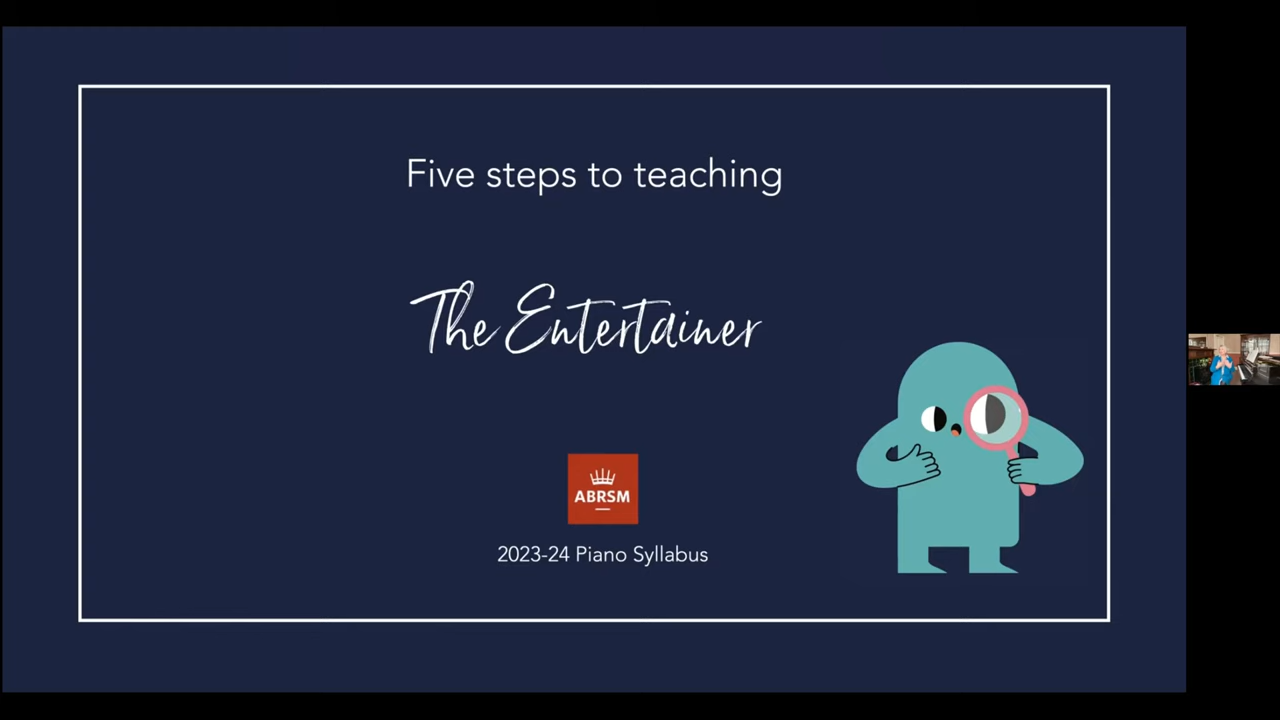 Five steps to teaching
The Entertainer
ABRSM
2023-24 Piano Syllabus